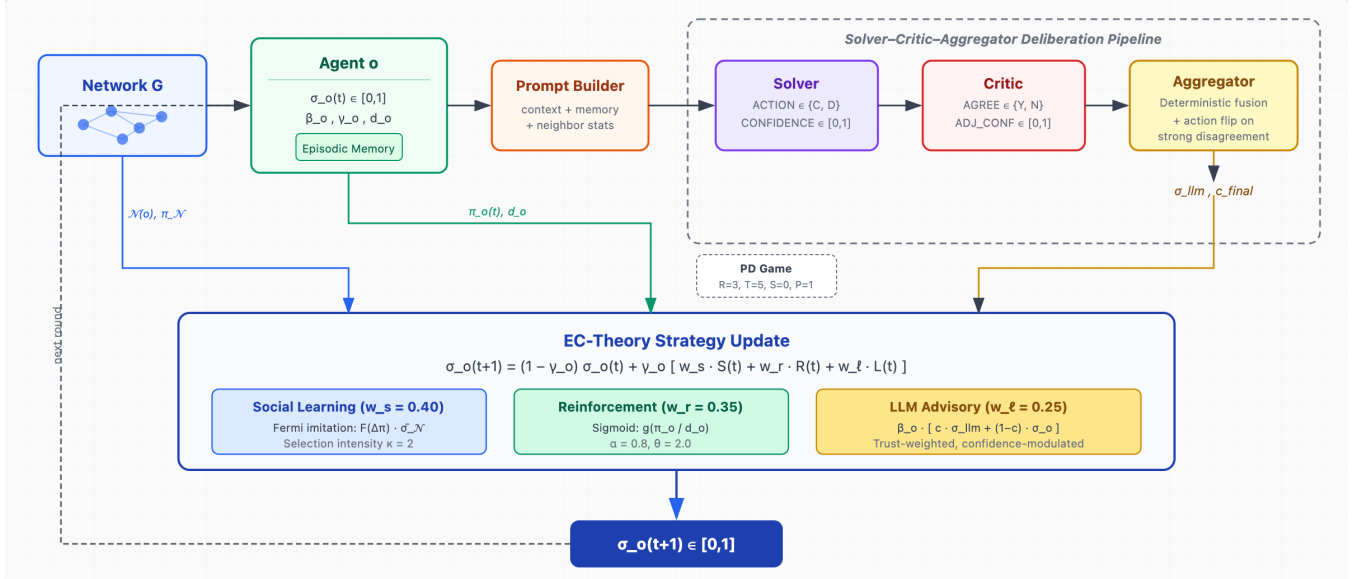 Solver–Critic–Aggregator Deliberation Pipeline
Network G
Agent o
σ_o(t) ∈ [0,1]
β_o , γ_o , d_o
Episodic Memory
Prompt Builder
context + memory
+ neighbor stats
Solver
ACTION ∈ {C, D}
CONFIDENCE ∈ [0,1]
Critic
AGREE ∈ {Y, N}
ADJ_CONF ∈ [0,1]
Aggregator
Deterministic fusion
+ action flip on
strong disagreement
σ_llm , c_final
𝒩(o), π_𝒩
π_o(t), d_o
PD Game
R=3, T=5, S=0, P=1
next round
EC-Theory Strategy Update
σ_o(t+1) = (1 − γ_o) σ_o(t) + γ_o [ w_s · S(t) + w_r · R(t) + w_ℓ · L(t) ]
Social Learning (w_s = 0.40)
Fermi imitation: F(Δπ) · σ̄_𝒩
Selection intensity κ = 2
Reinforcement (w_r = 0.35)
Sigmoid: g(π_o / d_o)
α = 0.8, θ = 2.0
LLM Advisory (w_ℓ = 0.25)
β_o · [ c · σ_llm + (1−c) · σ_o ]
Trust-weighted, confidence-modulated
σ_o(t+1) ∈ [0,1]